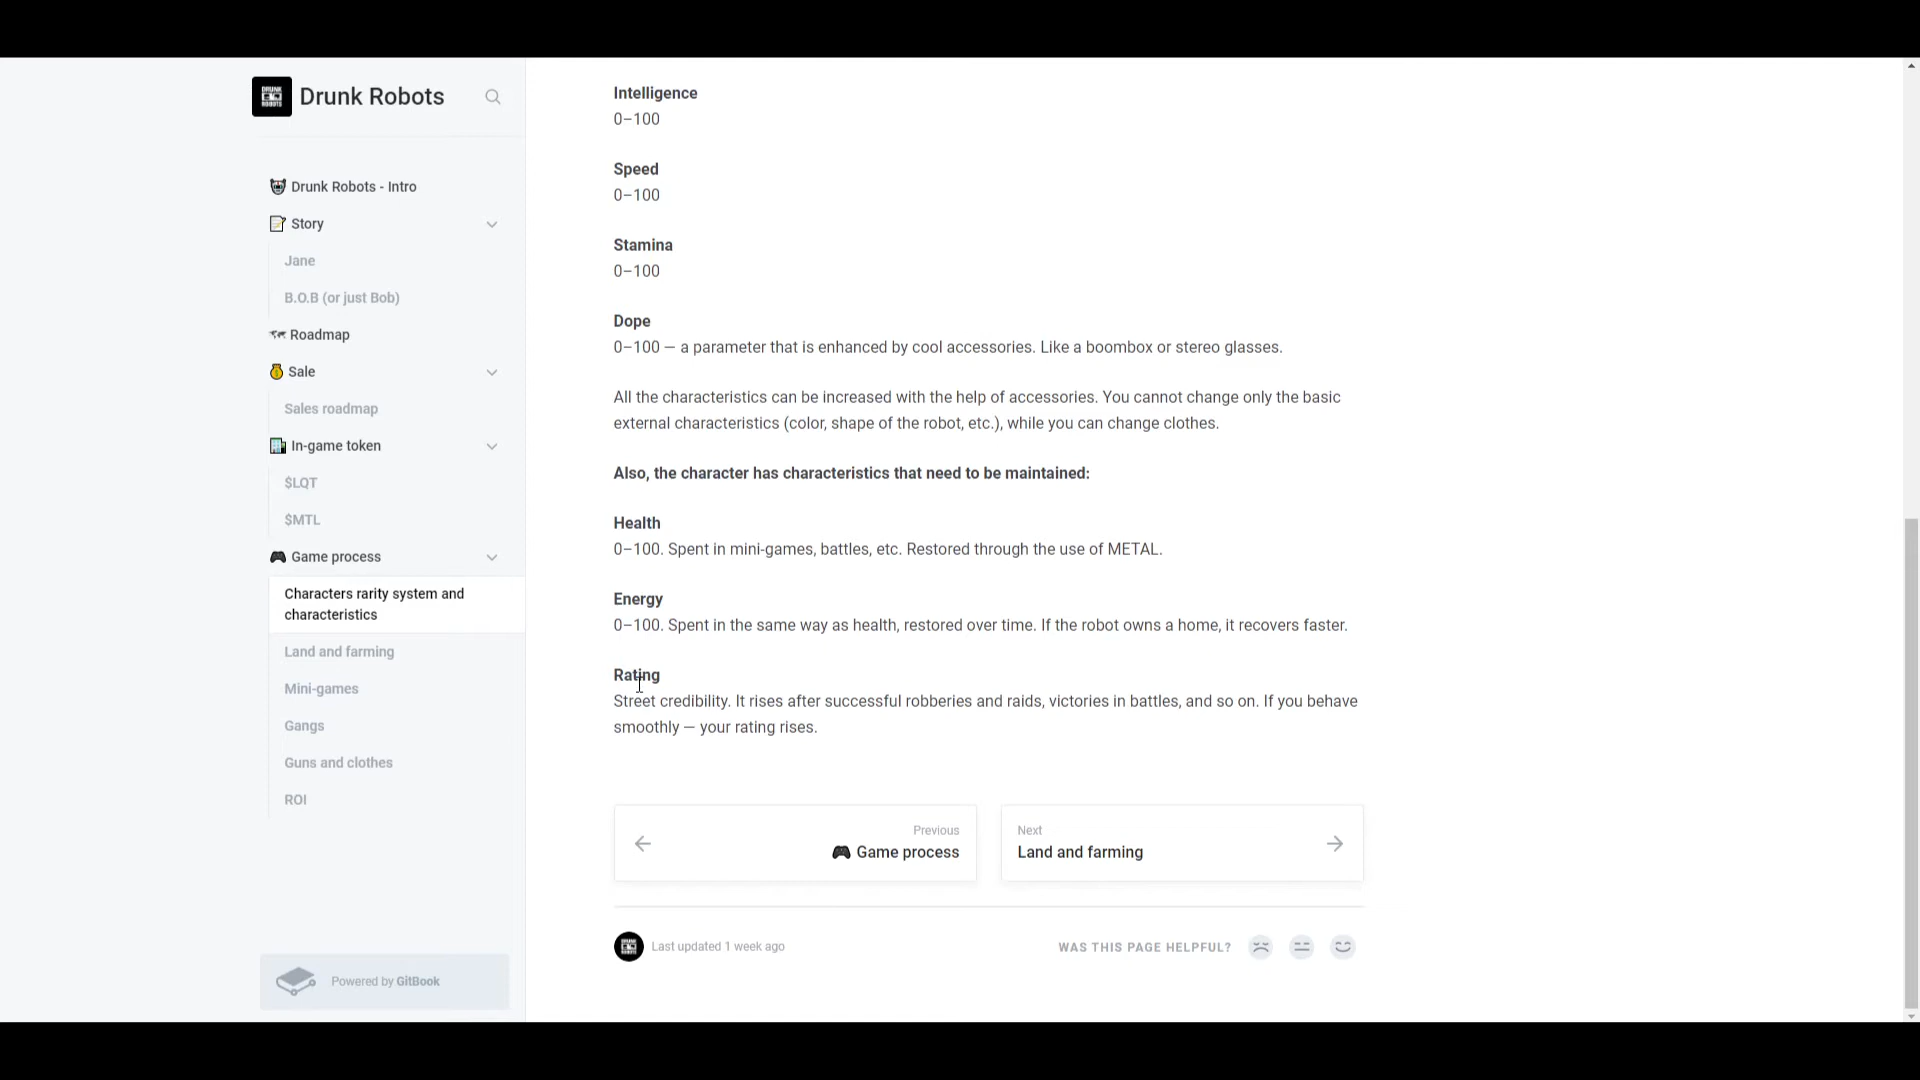 Drunk Robots
Drunk Robots - Intro
Story
Jane
B.O.B (or just Bob)
Roadmap
Sale
Sales roadmap
In-game token
$LQT
$MTL
Game process
Characters rarity system and
characteristics
Land and farming
Mini-games
Gangs
Guns and clothes
ROI
Powered by GitBook
Intelligence
0–100
Speed
0–100
Stamina
0–100
Dope
0–100 — a parameter that is enhanced by cool accessories. Like a boombox or stereo glasses.
All the characteristics can be increased with the help of accessories. You cannot change only the basic
external characteristics (color, shape of the robot, etc.), while you can change clothes.
Also, the character has characteristics that need to be maintained:
Health
0–100. Spent in mini-games, battles, etc. Restored through the use of METAL.
Energy
0–100. Spent in the same way as health, restored over time. If the robot owns a home, it recovers faster.
Rating
Street credibility. It rises after successful robberies and raids, victories in battles, and so on. If you behave
smoothly — your rating rises.
Previous
Game process
Next
Land and farming
Last updated 1 week ago
WAS THIS PAGE HELPFUL?